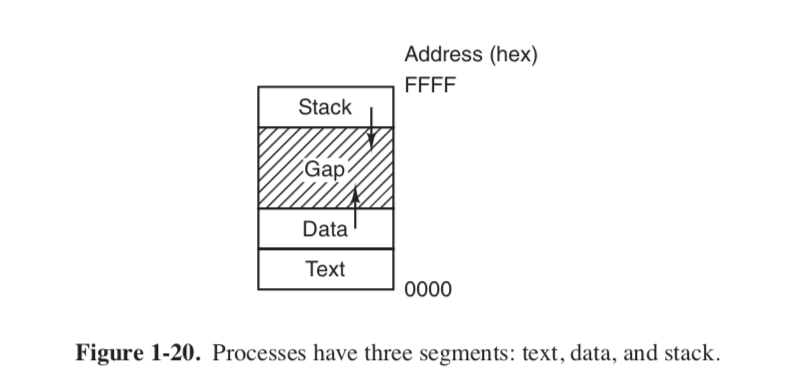 Address (hex)
FFFF
Stack
Gap
Data
Text
0000
Figure 1-20. Processes have three segments: text, data, and stack.